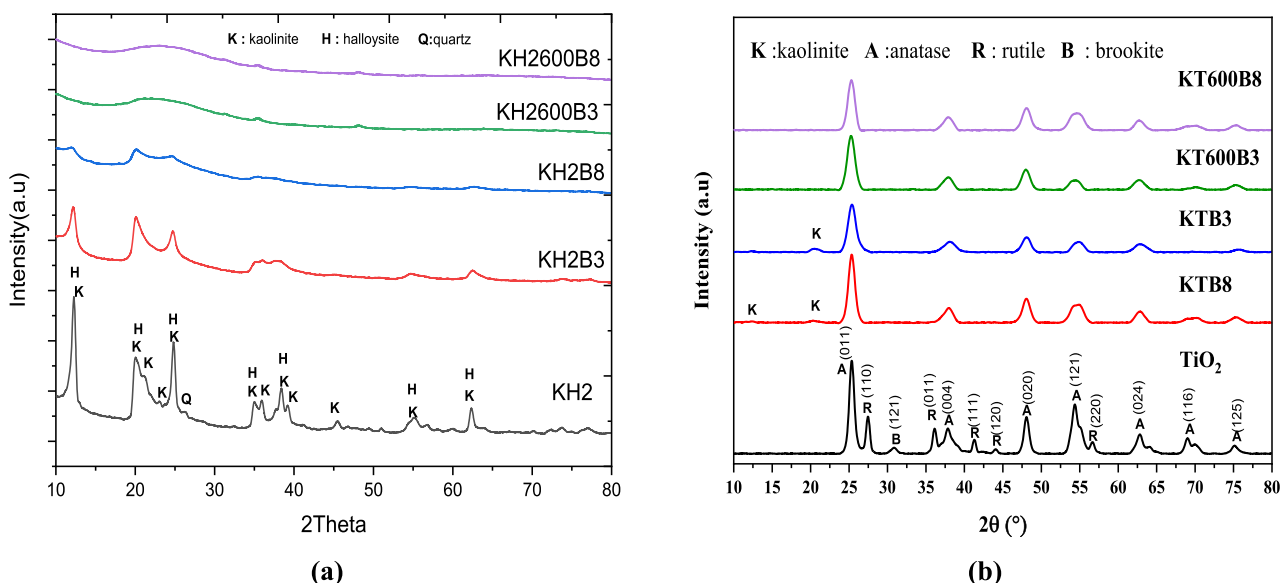 K : kaolinite H : halloysite Q:quartz
KH2600B8
KH2600B3
KH2B8
KH2B3
KH2
H
K
H
K
K
K
H
K
Q
H
K
K
H
K
K
K
H
K
H
K
Intensity(a.u)
10 20 30 40 50 60 70 80
2Theta
(a)
K :kaolinite A :anatase R : rutile B : brookite
KT600B8
KT600B3
KTB3
K
KTB8
K
K
TiO2
A (011)
R (110)
B (121)
R (011)
A (004)
R (111)
R (120)
A (020)
A (121)
R (220)
A (024)
A (116)
A (125)
Intensity (a.u)
10 15 20 25 30 35 40 45 50 55 60 65 70 75 80
2θ (°)
(b)